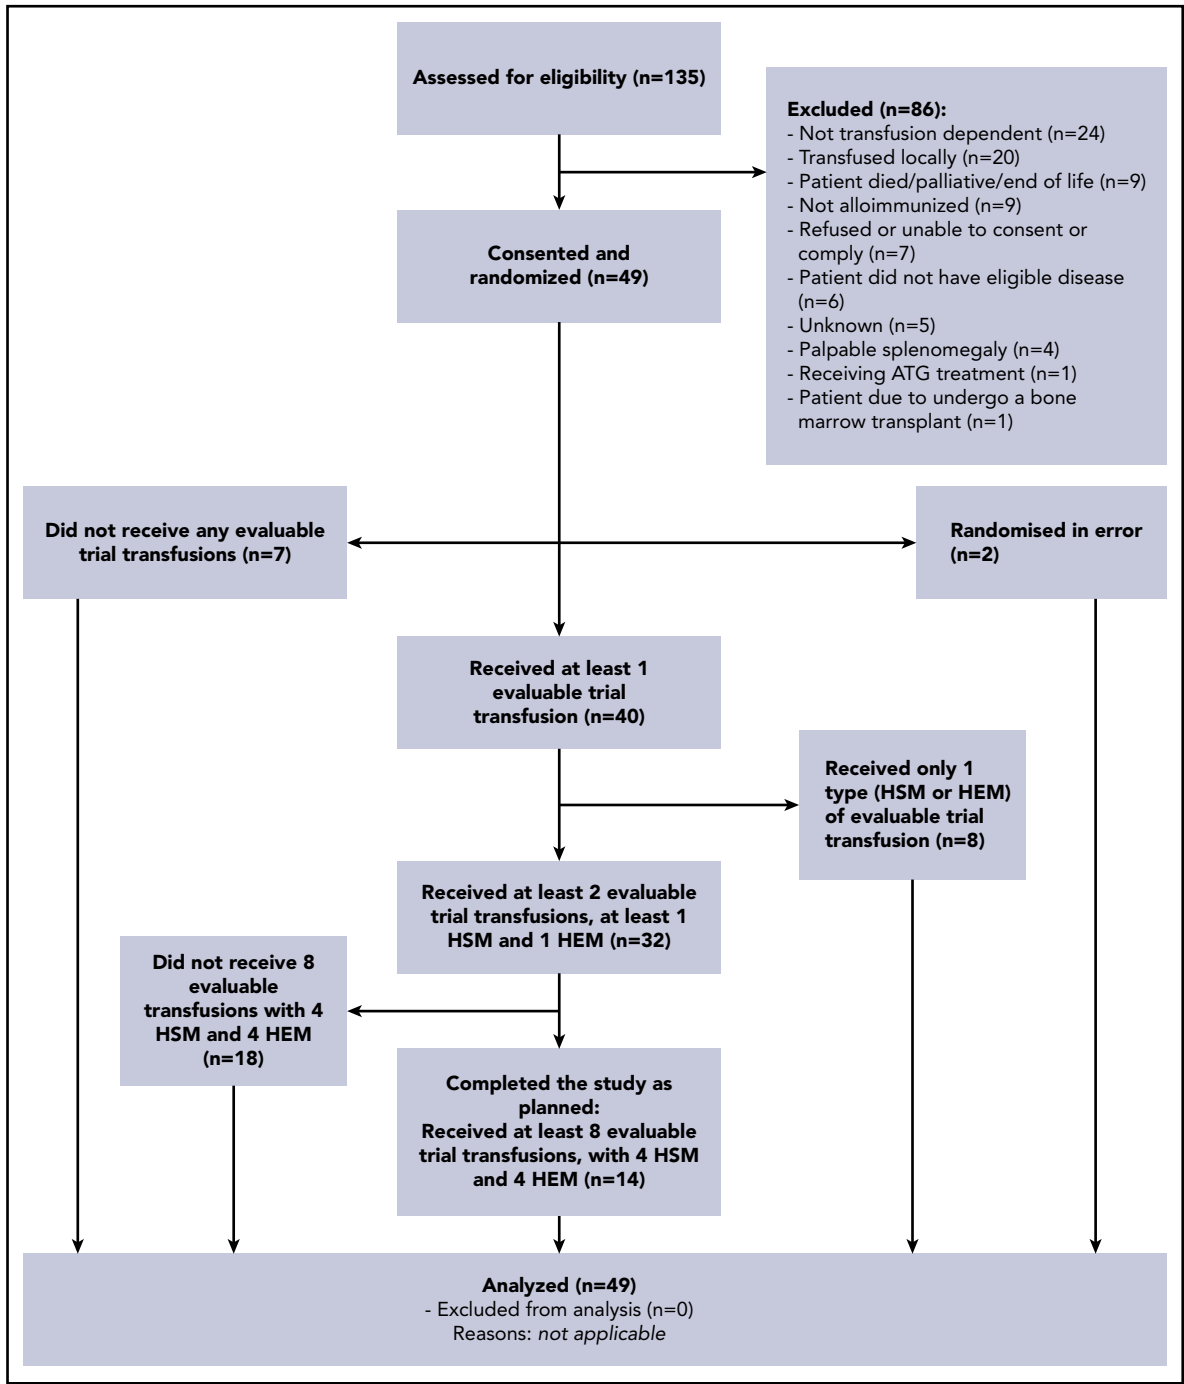 Assessed for eligibility (n=135)
Excluded (n=86):
- Not transfusion dependent (n=24)
- Transfused locally (n=20)
- Patient died/palliative/end of life (n=9)
- Not alloimmunized (n=9)
- Refused or unable to consent or
comply (n=7)
- Patient did not have eligible disease
(n=6)
- Unknown (n=5)
- Palpable splenomegaly (n=4)
- Receiving ATG treatment (n=1)
- Patient due to undergo a bone
marrow transplant (n=1)
Consented and
randomized (n=49)
Did not receive any evaluable
trial transfusions (n=7)
Randomised in error
(n=2)
Received at least 1
evaluable trial
transfusion (n=40)
Received only 1
type (HSM or HEM)
of evaluable trial
transfusion (n=8)
Received at least 2 evaluable
trial transfusions, at least 1
HSM and 1 HEM (n=32)
Did not receive 8
evaluable
transfusions with 4
HSM and 4 HEM
(n=18)
Completed the study as
planned:
Received at least 8 evaluable
trial transfusions, with 4 HSM
and 4 HEM (n=14)
Analyzed (n=49)
- Excluded from analysis (n=0)
Reasons: not applicable